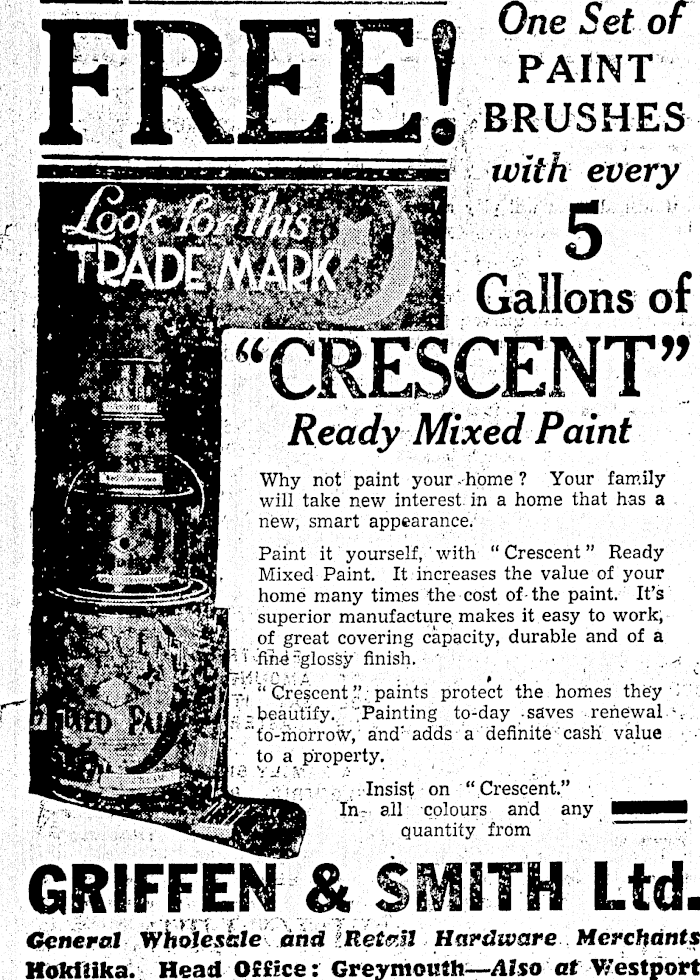 FREE!
One Set of
PAINT
BRUSHES
with every
5
Gallons of
Look for this
TRADE MARK
"CRESCENT"
Ready Mixed Paint
Why not paint your home? Your family
will take new interest in a home that has a
new, smart appearance.
Paint it yourself, with "Crescent" Ready
Mixed Paint. It increases the value of your
home many times the cost of the paint. It's
superior manufacture makes it easy to work,
of great covering capacity, durable and of a
fine glossy finish.
"Crescent" paints protect the homes they
beautify. Painting to-day saves renewal
to-morrow, and adds a definite cash value
to a property.
Insist on "Crescent."
In all colours and any
quantity from
GRIFFEN & SMITH Ltd.
General Wholesale and Retail Hardware Merchants
Hokitika. Head Office: Greymouth—Also at Westport